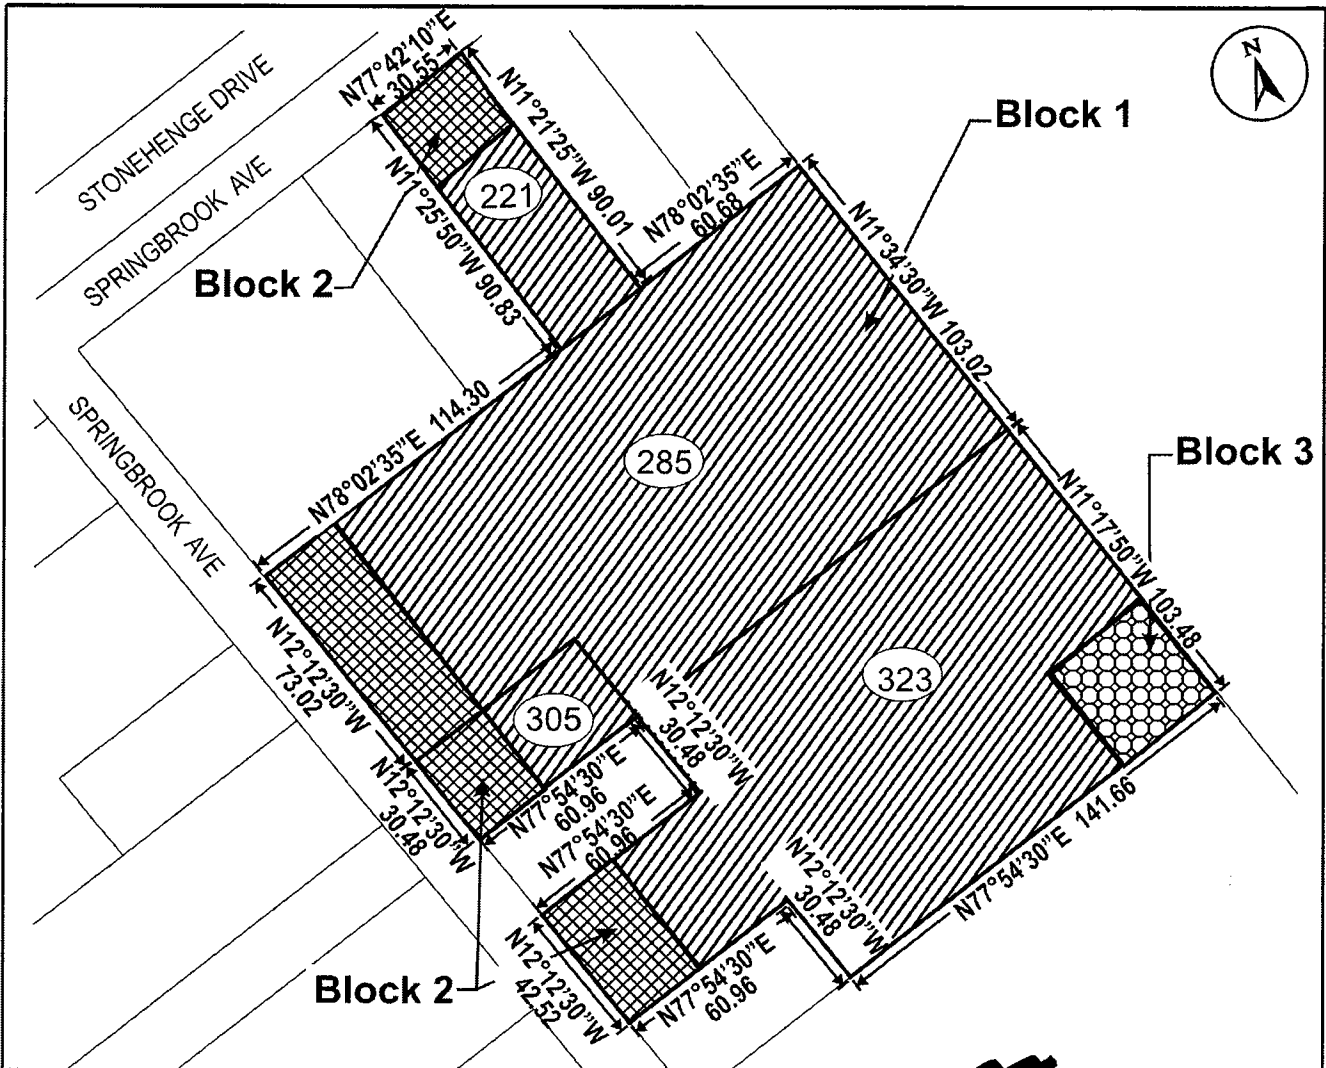 N77°42'10"E
30.55
N
STONEHENGE DRIVE
N11°21'25"W 90.01
Block 1
SPRINGBROOK AVE
N11°25'50"W 90.83
221
N78°02'35"E
60.68
N11°34'30"W 103.02
Block 2
N78°02'35"E 114.30
SPRINGBROOK AVE
285
Block 3
N11°17'50"W 103.48
N12°12'30"W
73.02
305
N12°12'30"W
30.48
323
N12°12'30"W
30.48
N77°54'30"E
60.96
N77°54'30"E
60.96
N12°12'30"W
30.48
N77°54'30"E 141.66
N12°12'30"W
42.52
N77°54'30"E
60.96
Block 2